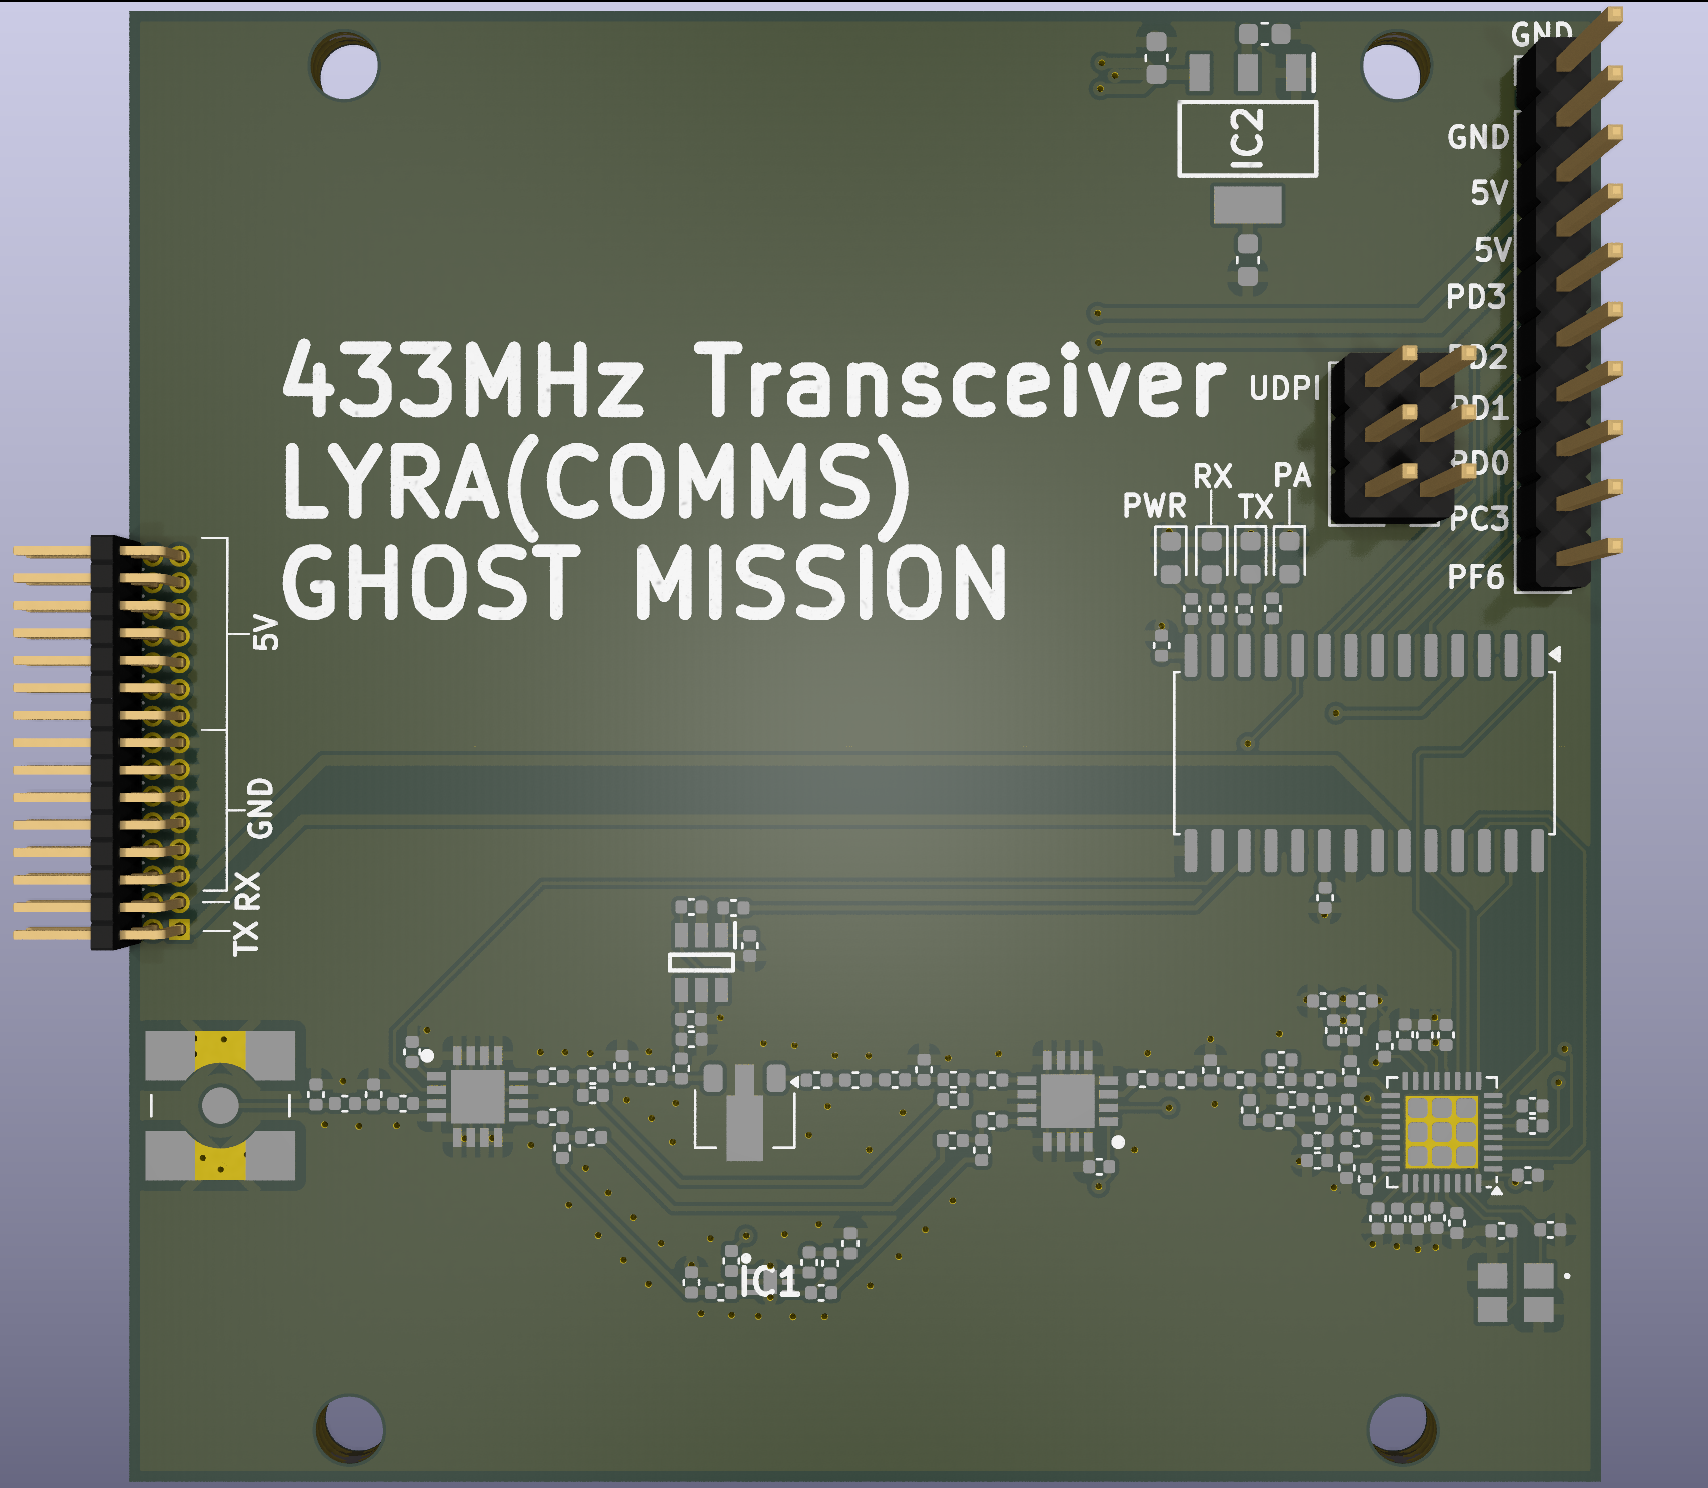 GND
IC2
GND
5V
5V
PD3
433MHz Transceiver
UDPI
PD2
PD1
LYRA(COMMS)
PD0
RX
PA
PWR
TX
PC3
GHOST MISSION
PF6
5V
GND
RX
TX
IC1